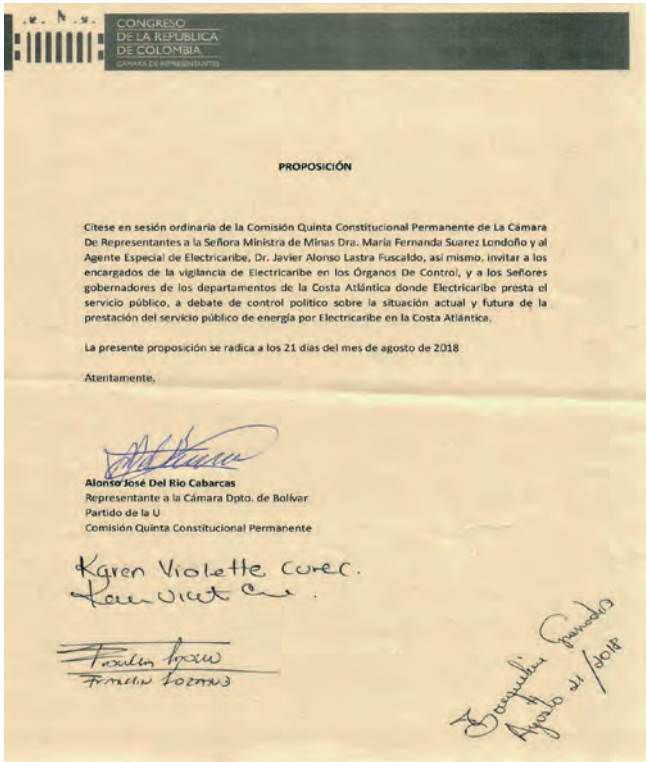 CONGRESO
DE LA REPÚBLICA
DE COLOMBIA
CÁMARA DE REPRESENTANTES
PROPOSICIÓN
Cítese en sesión ordinaria de la Comisión Quinta Constitucional Permanente de La Cámara
De Representantes a la Señora Ministra de Minas Dra. María Fernanda Suarez Londoño y al
Agente Especial de Electricaribe, Dr. Javier Alonso Lastra Fuscaldo, así mismo, invitar a los
encargados de la vigilancia de Electricaribe en los Órganos De Control, y a los Señores
gobernadores de los departamentos de la Costa Atlántica donde Electricaribe presta el
servicio público, a debate de control político sobre la situación actual y futura de la
prestación del servicio público de energía por Electricaribe en la Costa Atlántica.
La presente proposición se radica a los 21 días del mes de agosto de 2018
Atentamente,
Alonso José Del Rio Cabarcas
Representante a la Cámara Dpto. de Bolívar
Partido de la U
Comisión Quinta Constitucional Permanente
Karen Violette Cure C.
Franklin Lozano
Agosto 21/2018